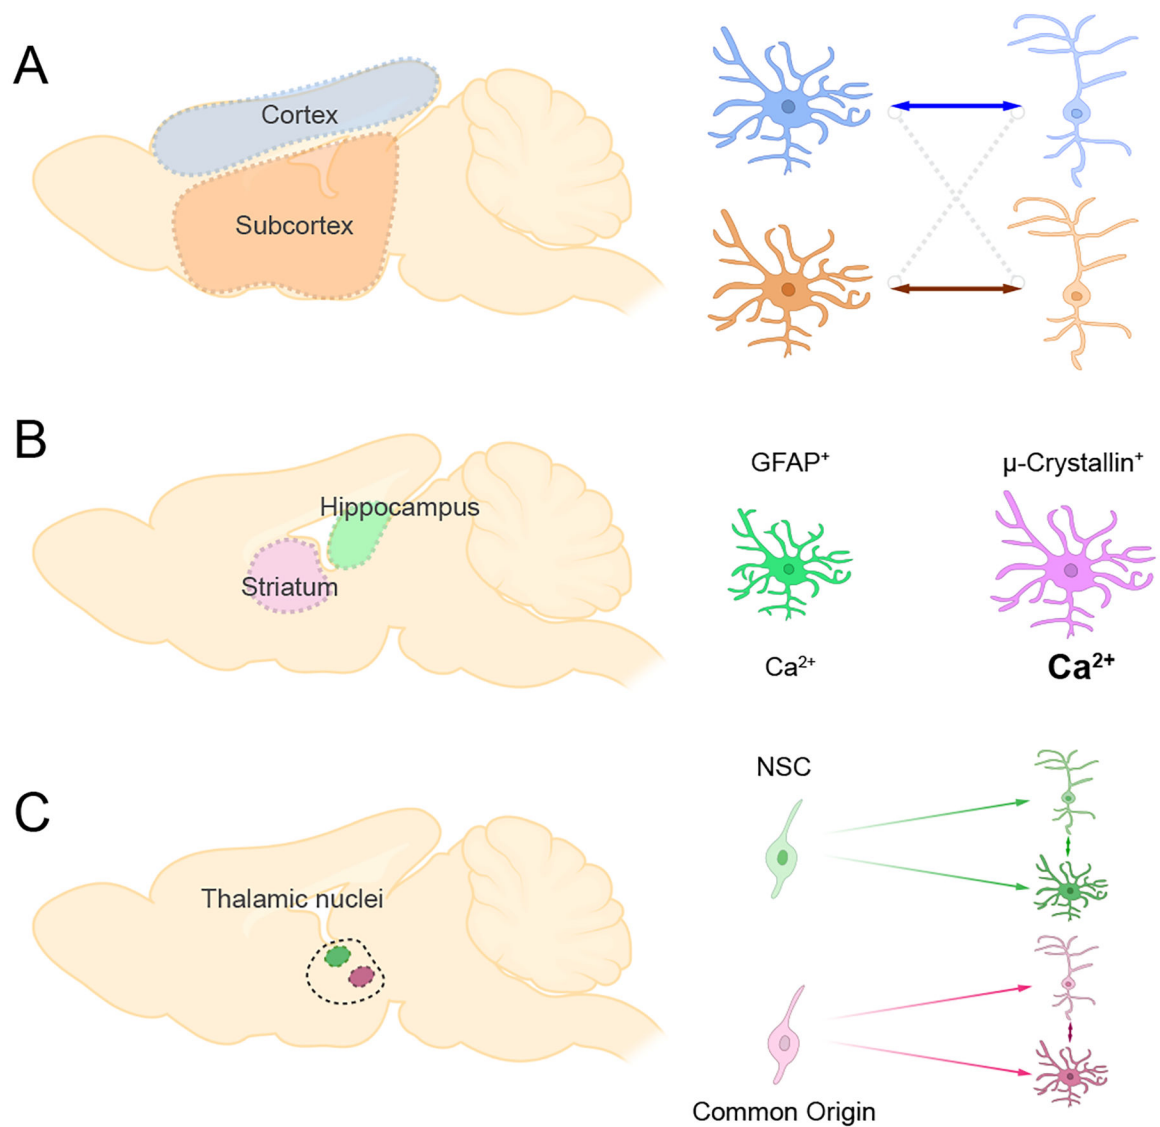 A
Cortex
Subcortex
B
Hippocampus
Striatum
GFAP⁺
μ-Crystallin⁺
Ca²⁺
Ca²⁺
C
Thalamic nuclei
NSC
Common Origin